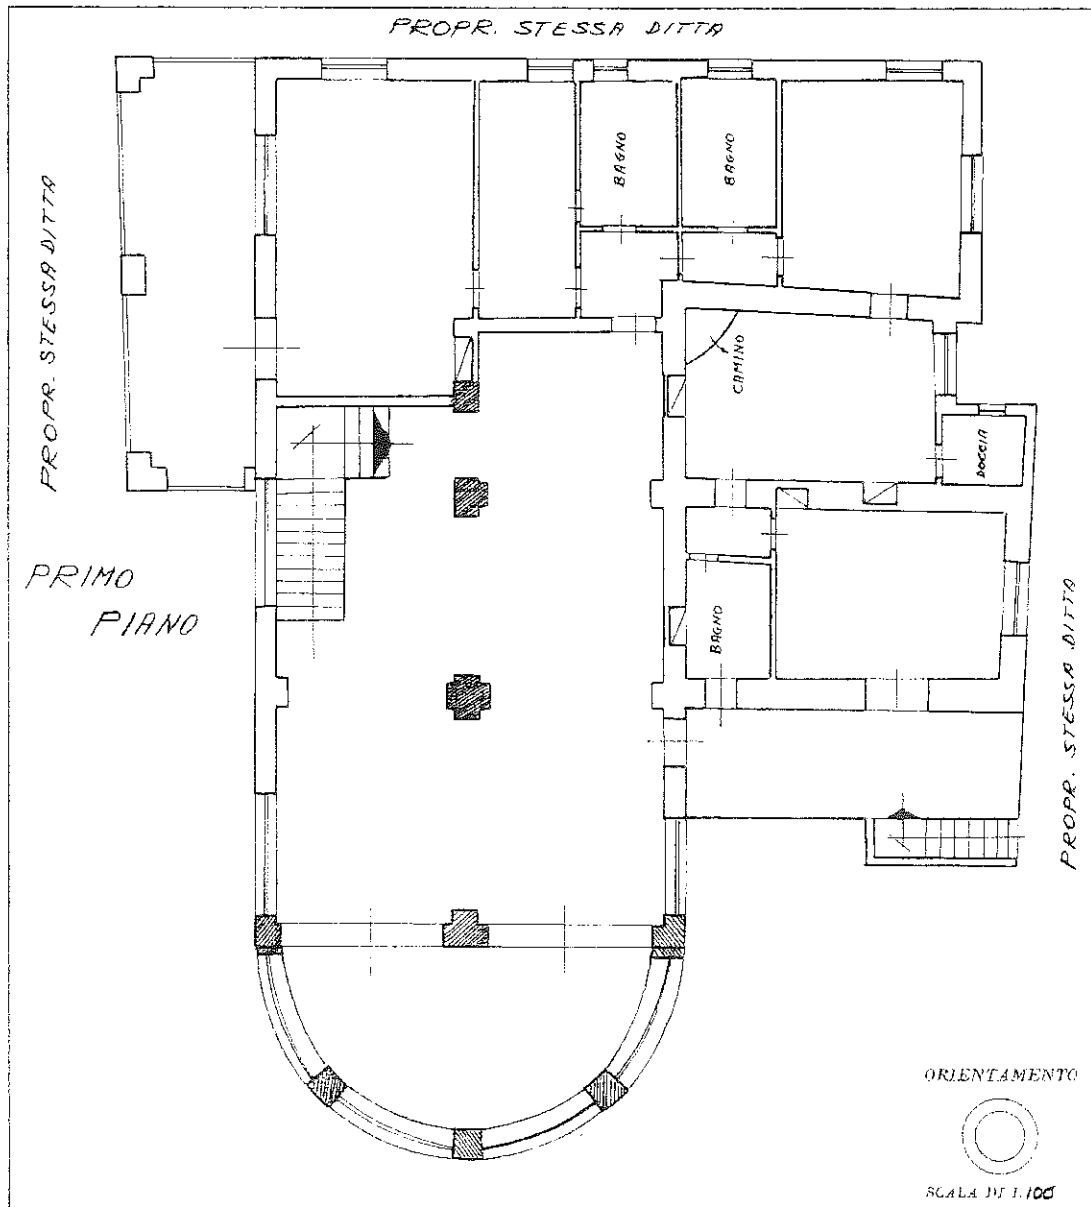 PROPR. STESSA DITTA
PROPR. STESSA DITTA
BAGNO
BAGNO
CAMINO
DOCCIA
PRIMO
PIANO
BAGNO
PROPR. STESSA DITTA
ORIENTAMENTO
SCALA DI 1:100